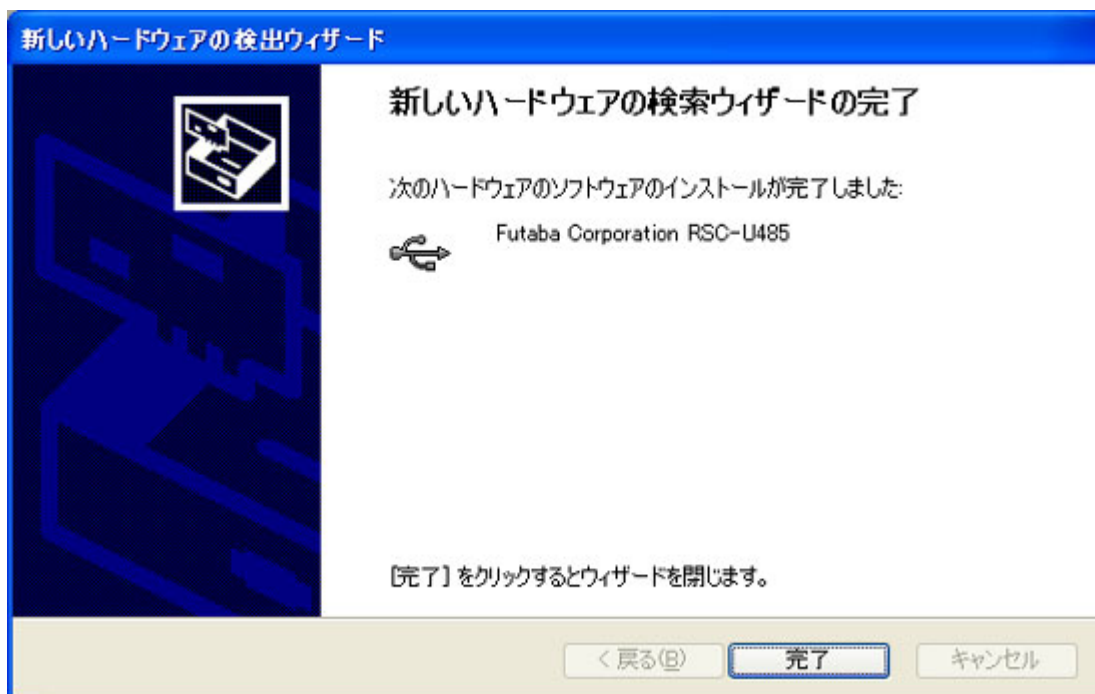 新しいハードウェアの検出ウィザード
新しいハードウェアの検索ウィザードの完了
次のハードウェアのソフトウェアのインストールが完了しました:
Futaba Corporation RSC-U485
[完了] をクリックするとウィザードを閉じます。
< 戻る(B)
完了
キャンセル